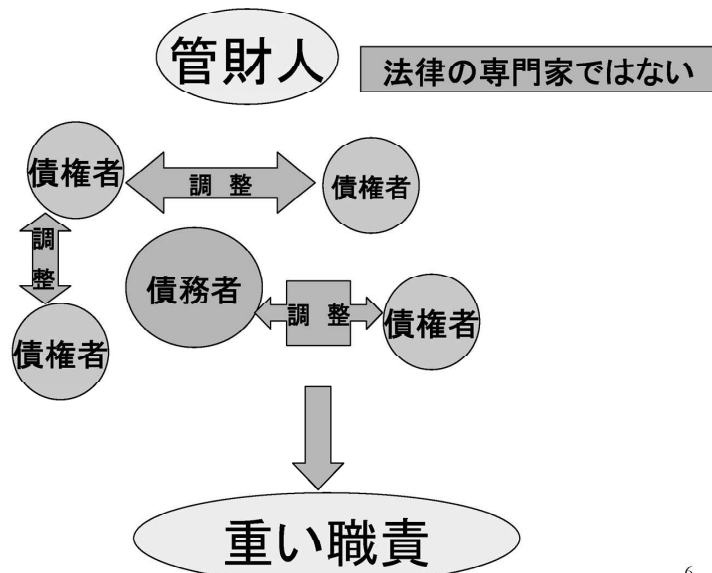 管財人
法律の専門家ではない
債権者
調 整
債権者
調
整
債務者
調 整
債権者
債権者
重い職責
6